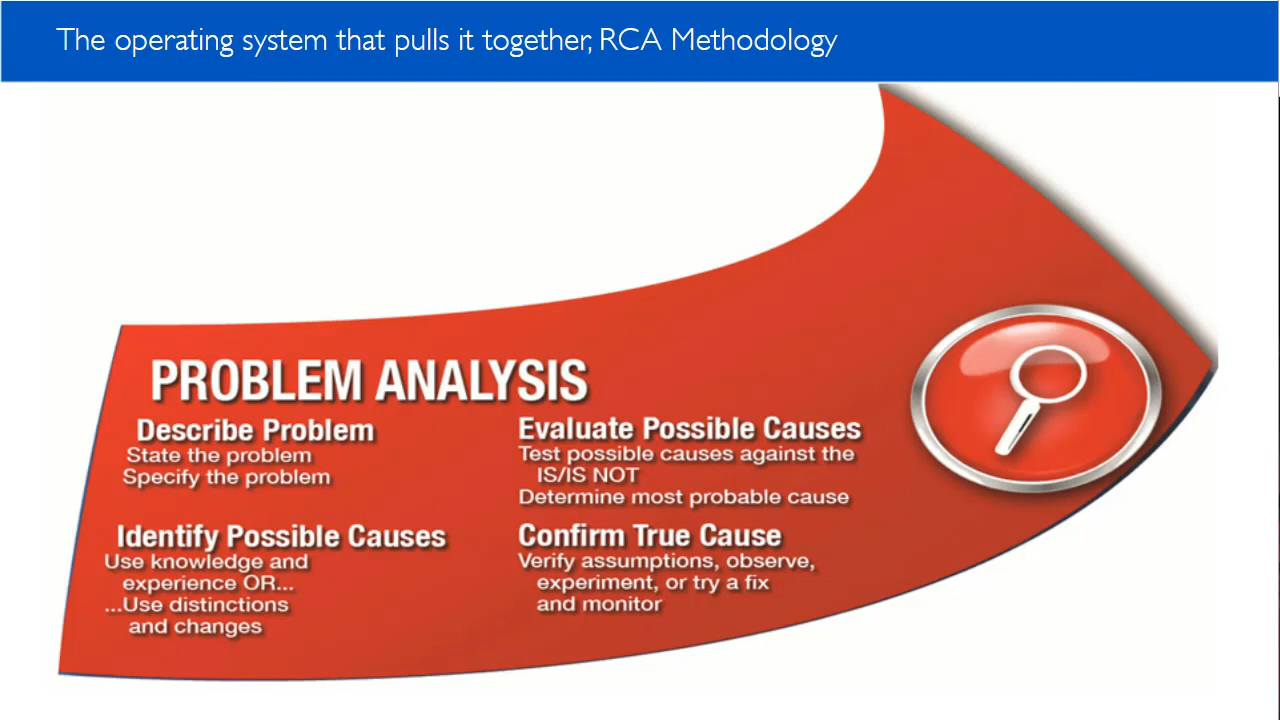 The operating system that pulls it together, RCA Methodology
PROBLEM ANALYSIS
Describe Problem
State the problem
Specify the problem
Identify Possible Causes
Use knowledge and
experience OR...
...Use distinctions
and changes
Evaluate Possible Causes
Test possible causes against the
IS/IS NOT
Determine most probable cause
Confirm True Cause
Verify assumptions, observe,
experiment, or try a fix
and monitor